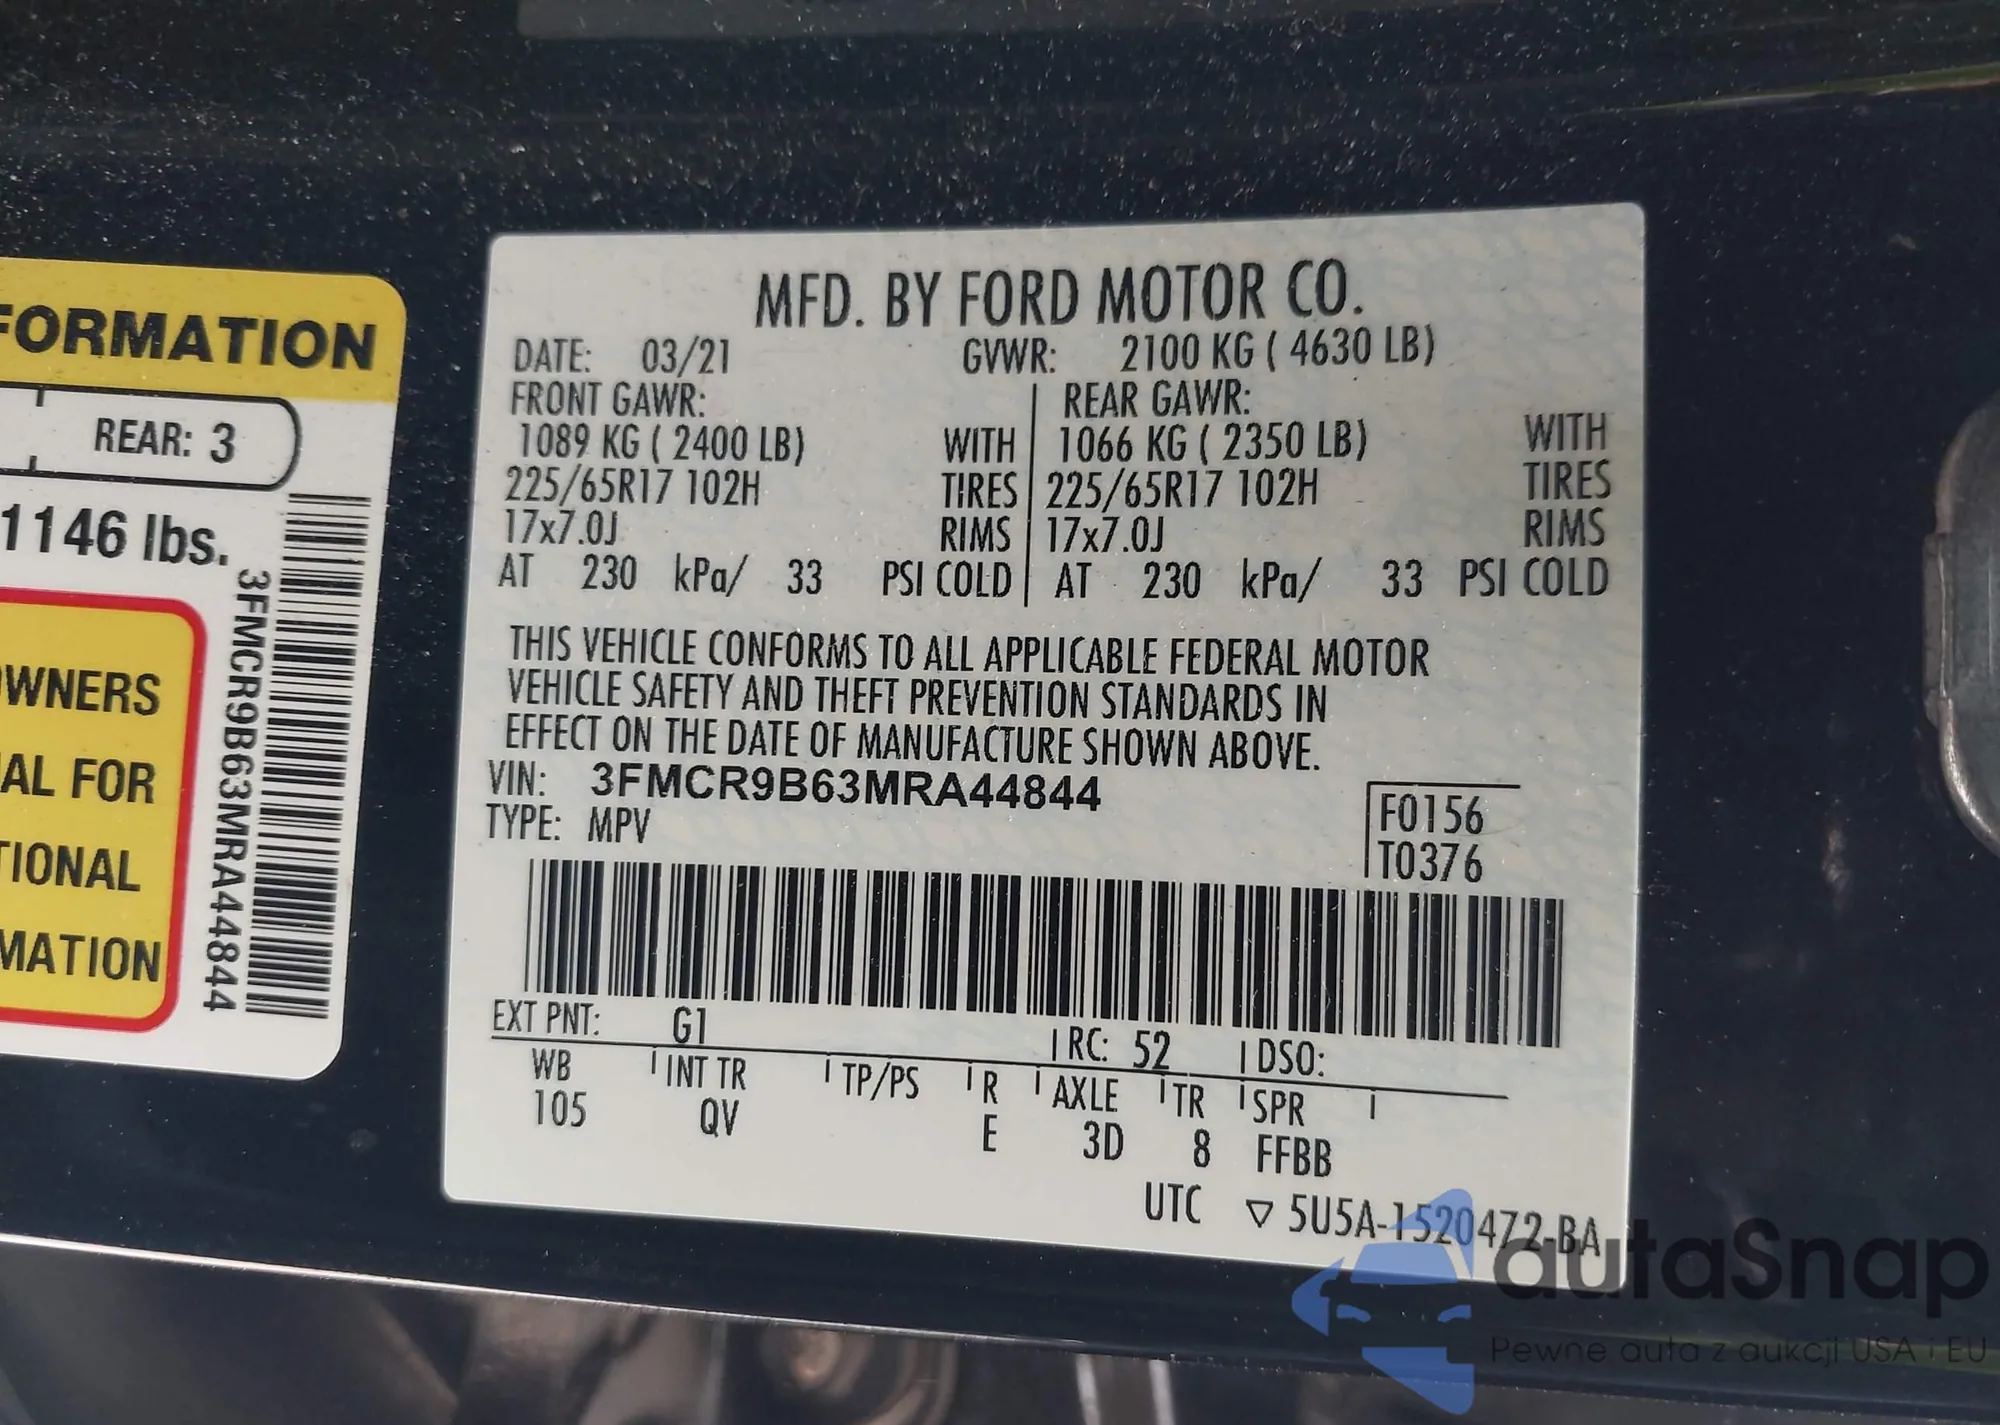 FORMATION
REAR: 3
1146 lbs.
OWNERS
AL FOR
TIONAL
MATION
3FMCR9B63MRA44844
MFD. BY FORD MOTOR CO.
DATE: 03/21 GVWR: 2100 KG ( 4630 LB)
FRONT GAWR: REAR GAWR:
1089 KG ( 2400 LB) WITH 1066 KG ( 2350 LB) WITH
225/65R17 102H TIRES 225/65R17 102H TIRES
17x7.0J RIMS 17x7.0J RIMS
AT 230 kPa/ 33 PSI COLD AT 230 kPa/ 33 PSI COLD
THIS VEHICLE CONFORMS TO ALL APPLICABLE FEDERAL MOTOR
VEHICLE SAFETY AND THEFT PREVENTION STANDARDS IN
EFFECT ON THE DATE OF MANUFACTURE SHOWN ABOVE.
VIN: 3FMCR9B63MRA44844
TYPE: MPV
F0156
T0376
EXT PNT: G1 RC: 52 DSO:
WB INT TR TP/PS R AXLE TR SPR
105 QV E 3D 8 FFBB
UTC ▽ 5U5A-1520472-BA
autaSnap
Pewne auta z aukcji USA i EU